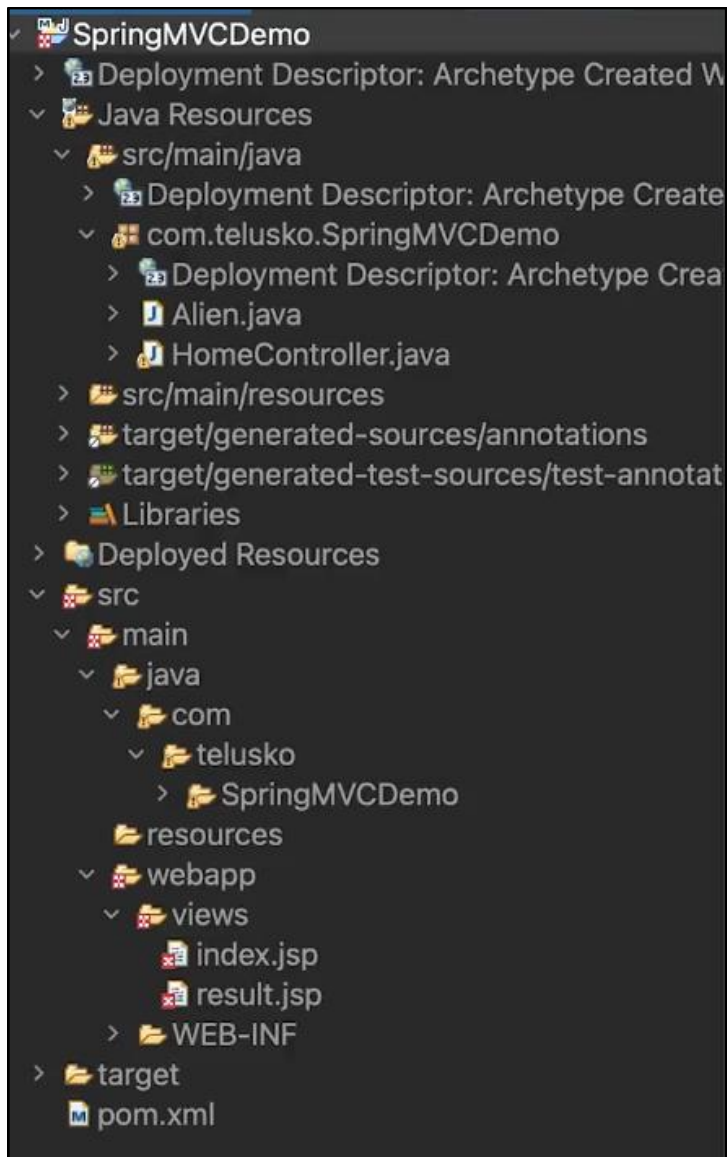 SpringMVCDemo
Deployment Descriptor: Archetype Created W
Java Resources
src/main/java
Deployment Descriptor: Archetype Create
com.telusko.SpringMVCDemo
Deployment Descriptor: Archetype Crea
Alien.java
HomeController.java
src/main/resources
target/generated-sources/annotations
target/generated-test-sources/test-annotat
Libraries
Deployed Resources
src
main
java
com
telusko
SpringMVCDemo
resources
webapp
views
index.jsp
result.jsp
WEB-INF
target
pom.xml